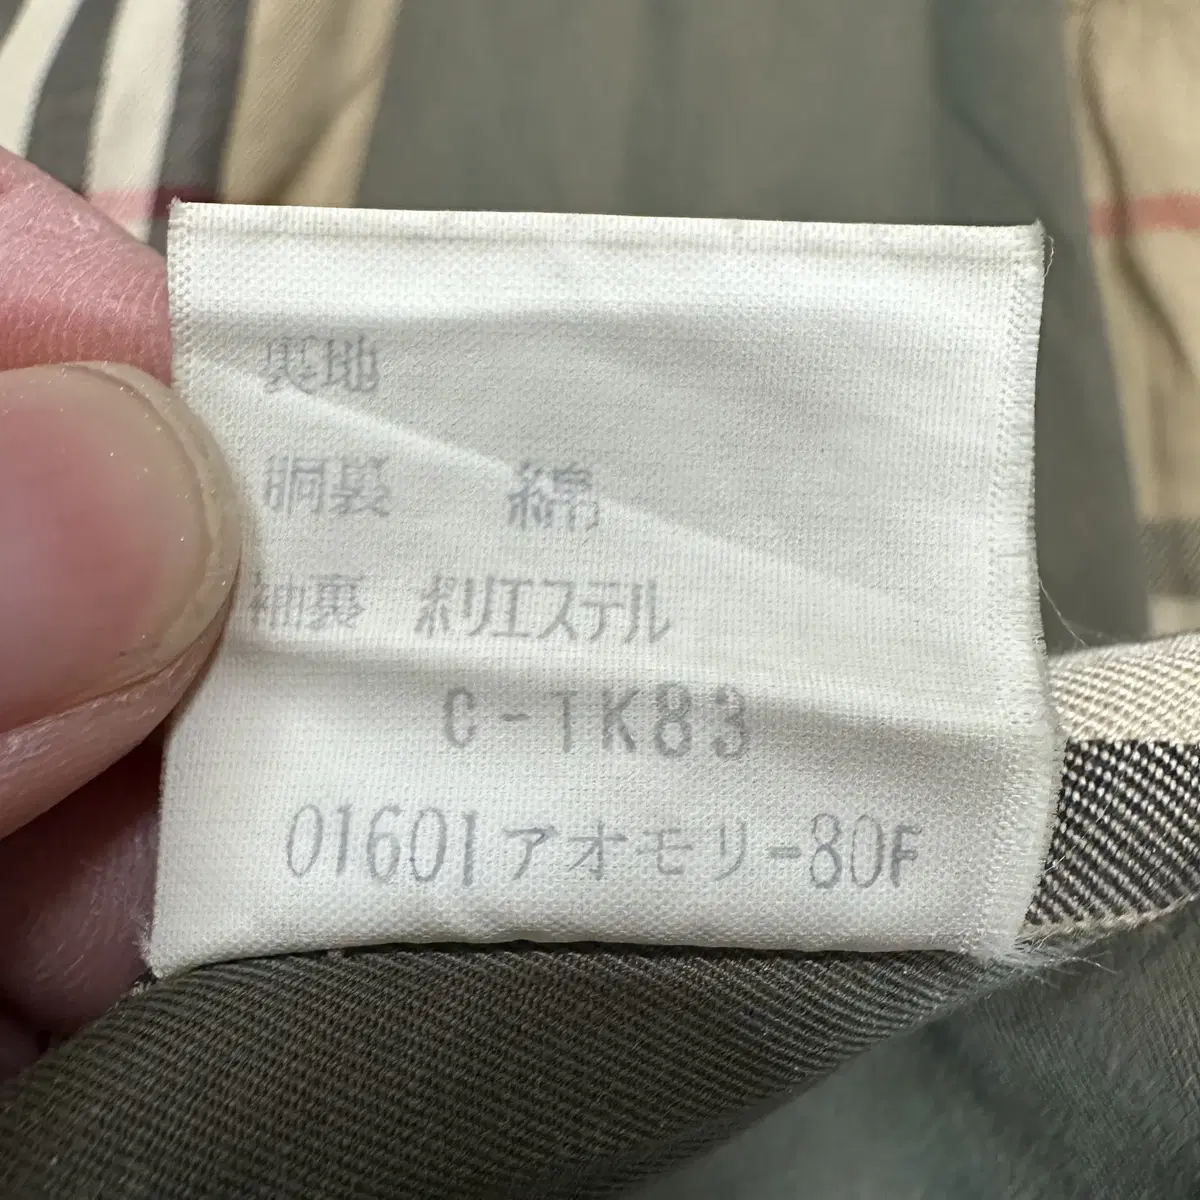 裏地
胴裏 綿
袖裏 ポリエステル
C-TK83
01601アオモリ-80F